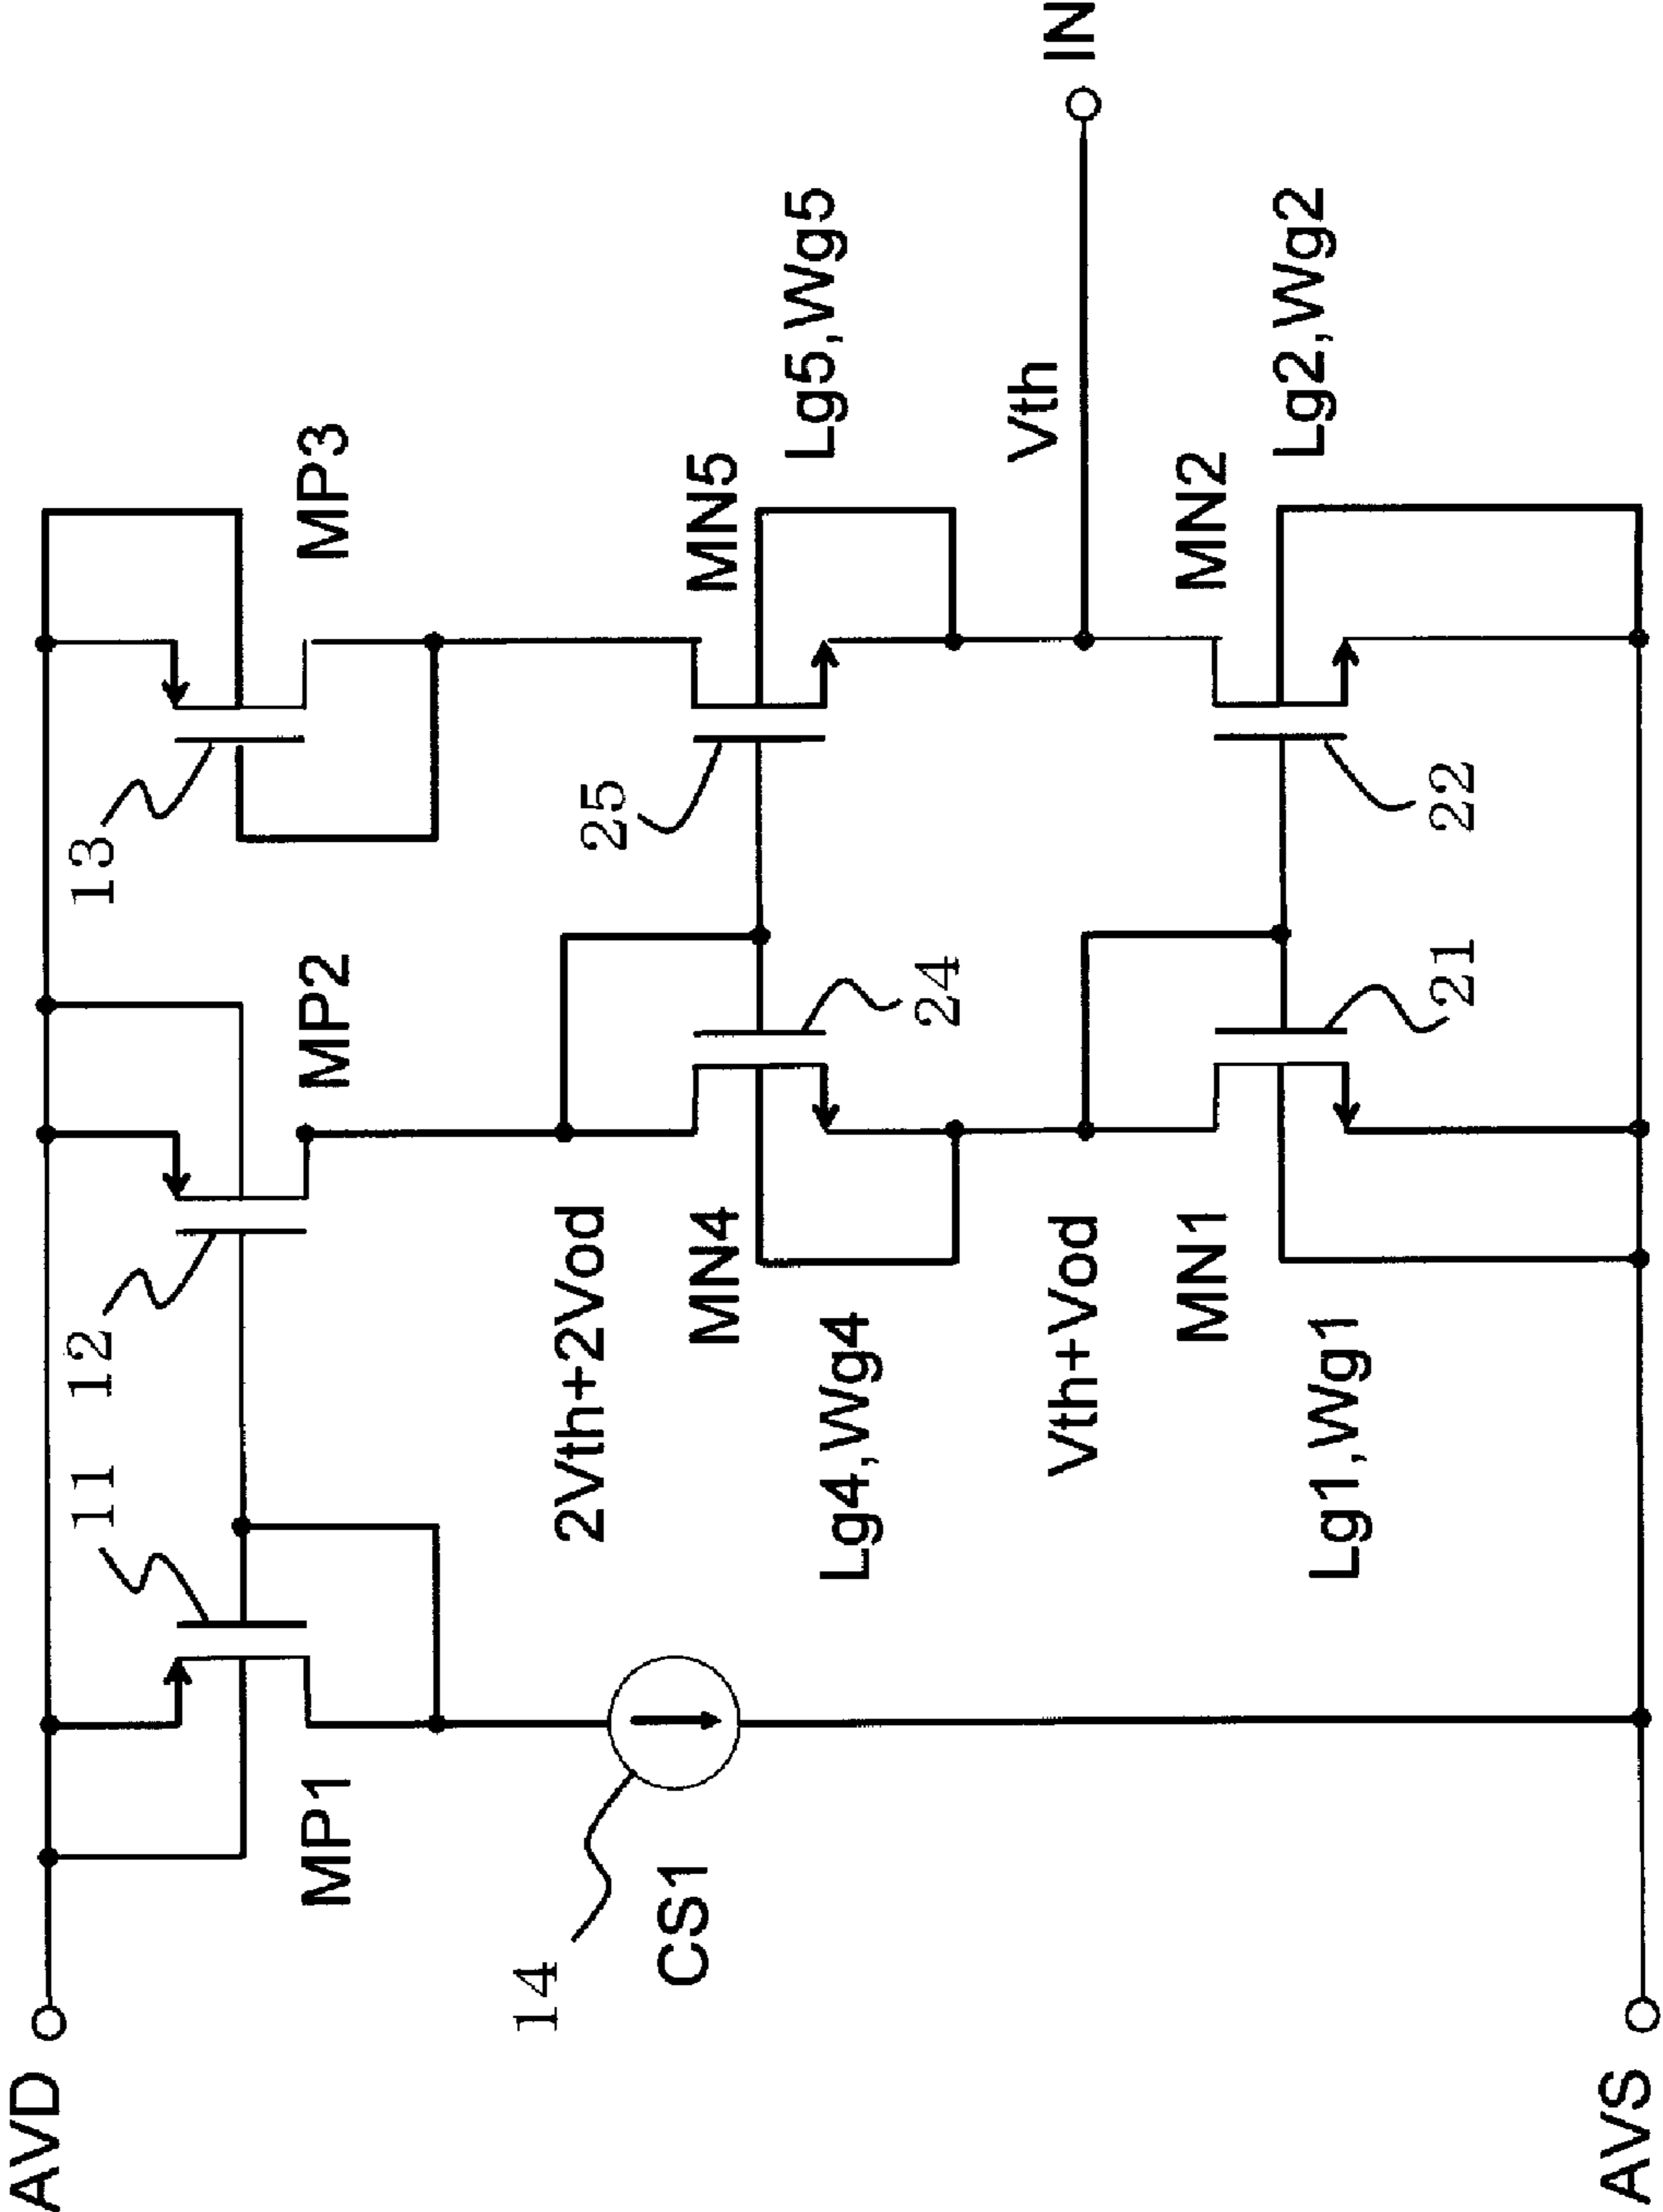 AVD
11
12
13
MP1
MP2
MP3
14
CS1
2Vth+2Vod
25
MN4
MN5
Lg4,Wg4
Lg5,Wg5
24
Vth+Vod
Vth
IN
MN1
MN2
Lg1,Wg1
Lg2,Wg2
21
22
AVS